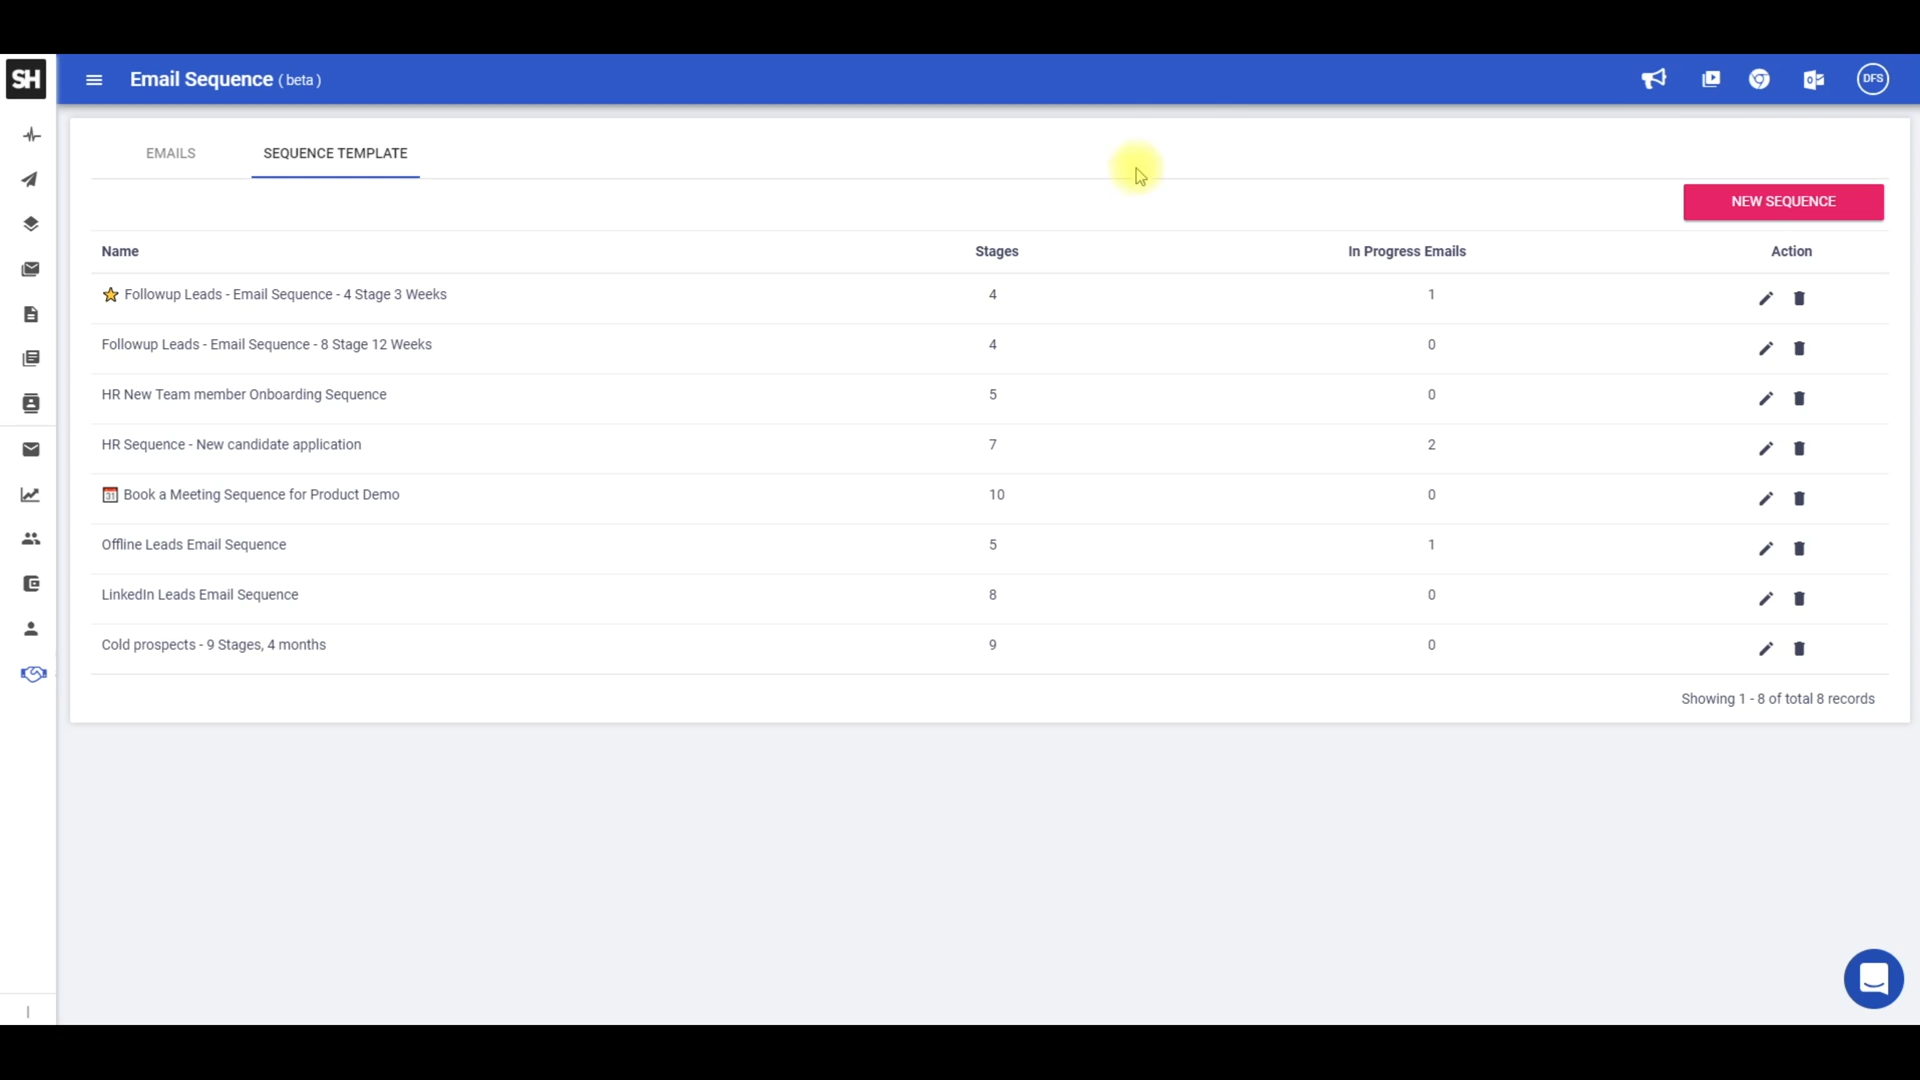 SH
Email Sequence ( beta )
DFS
EMAILS
SEQUENCE TEMPLATE
NEW SEQUENCE
Name Stages In Progress Emails Action
Followup Leads - Email Sequence - 4 Stage 3 Weeks 4 1
Followup Leads - Email Sequence - 8 Stage 12 Weeks 4 0
HR New Team member Onboarding Sequence 5 0
HR Sequence - New candidate application 7 2
31 Book a Meeting Sequence for Product Demo 10 0
Offline Leads Email Sequence 5 1
LinkedIn Leads Email Sequence 8 0
Cold prospects - 9 Stages, 4 months 9 0
Showing 1 - 8 of total 8 records